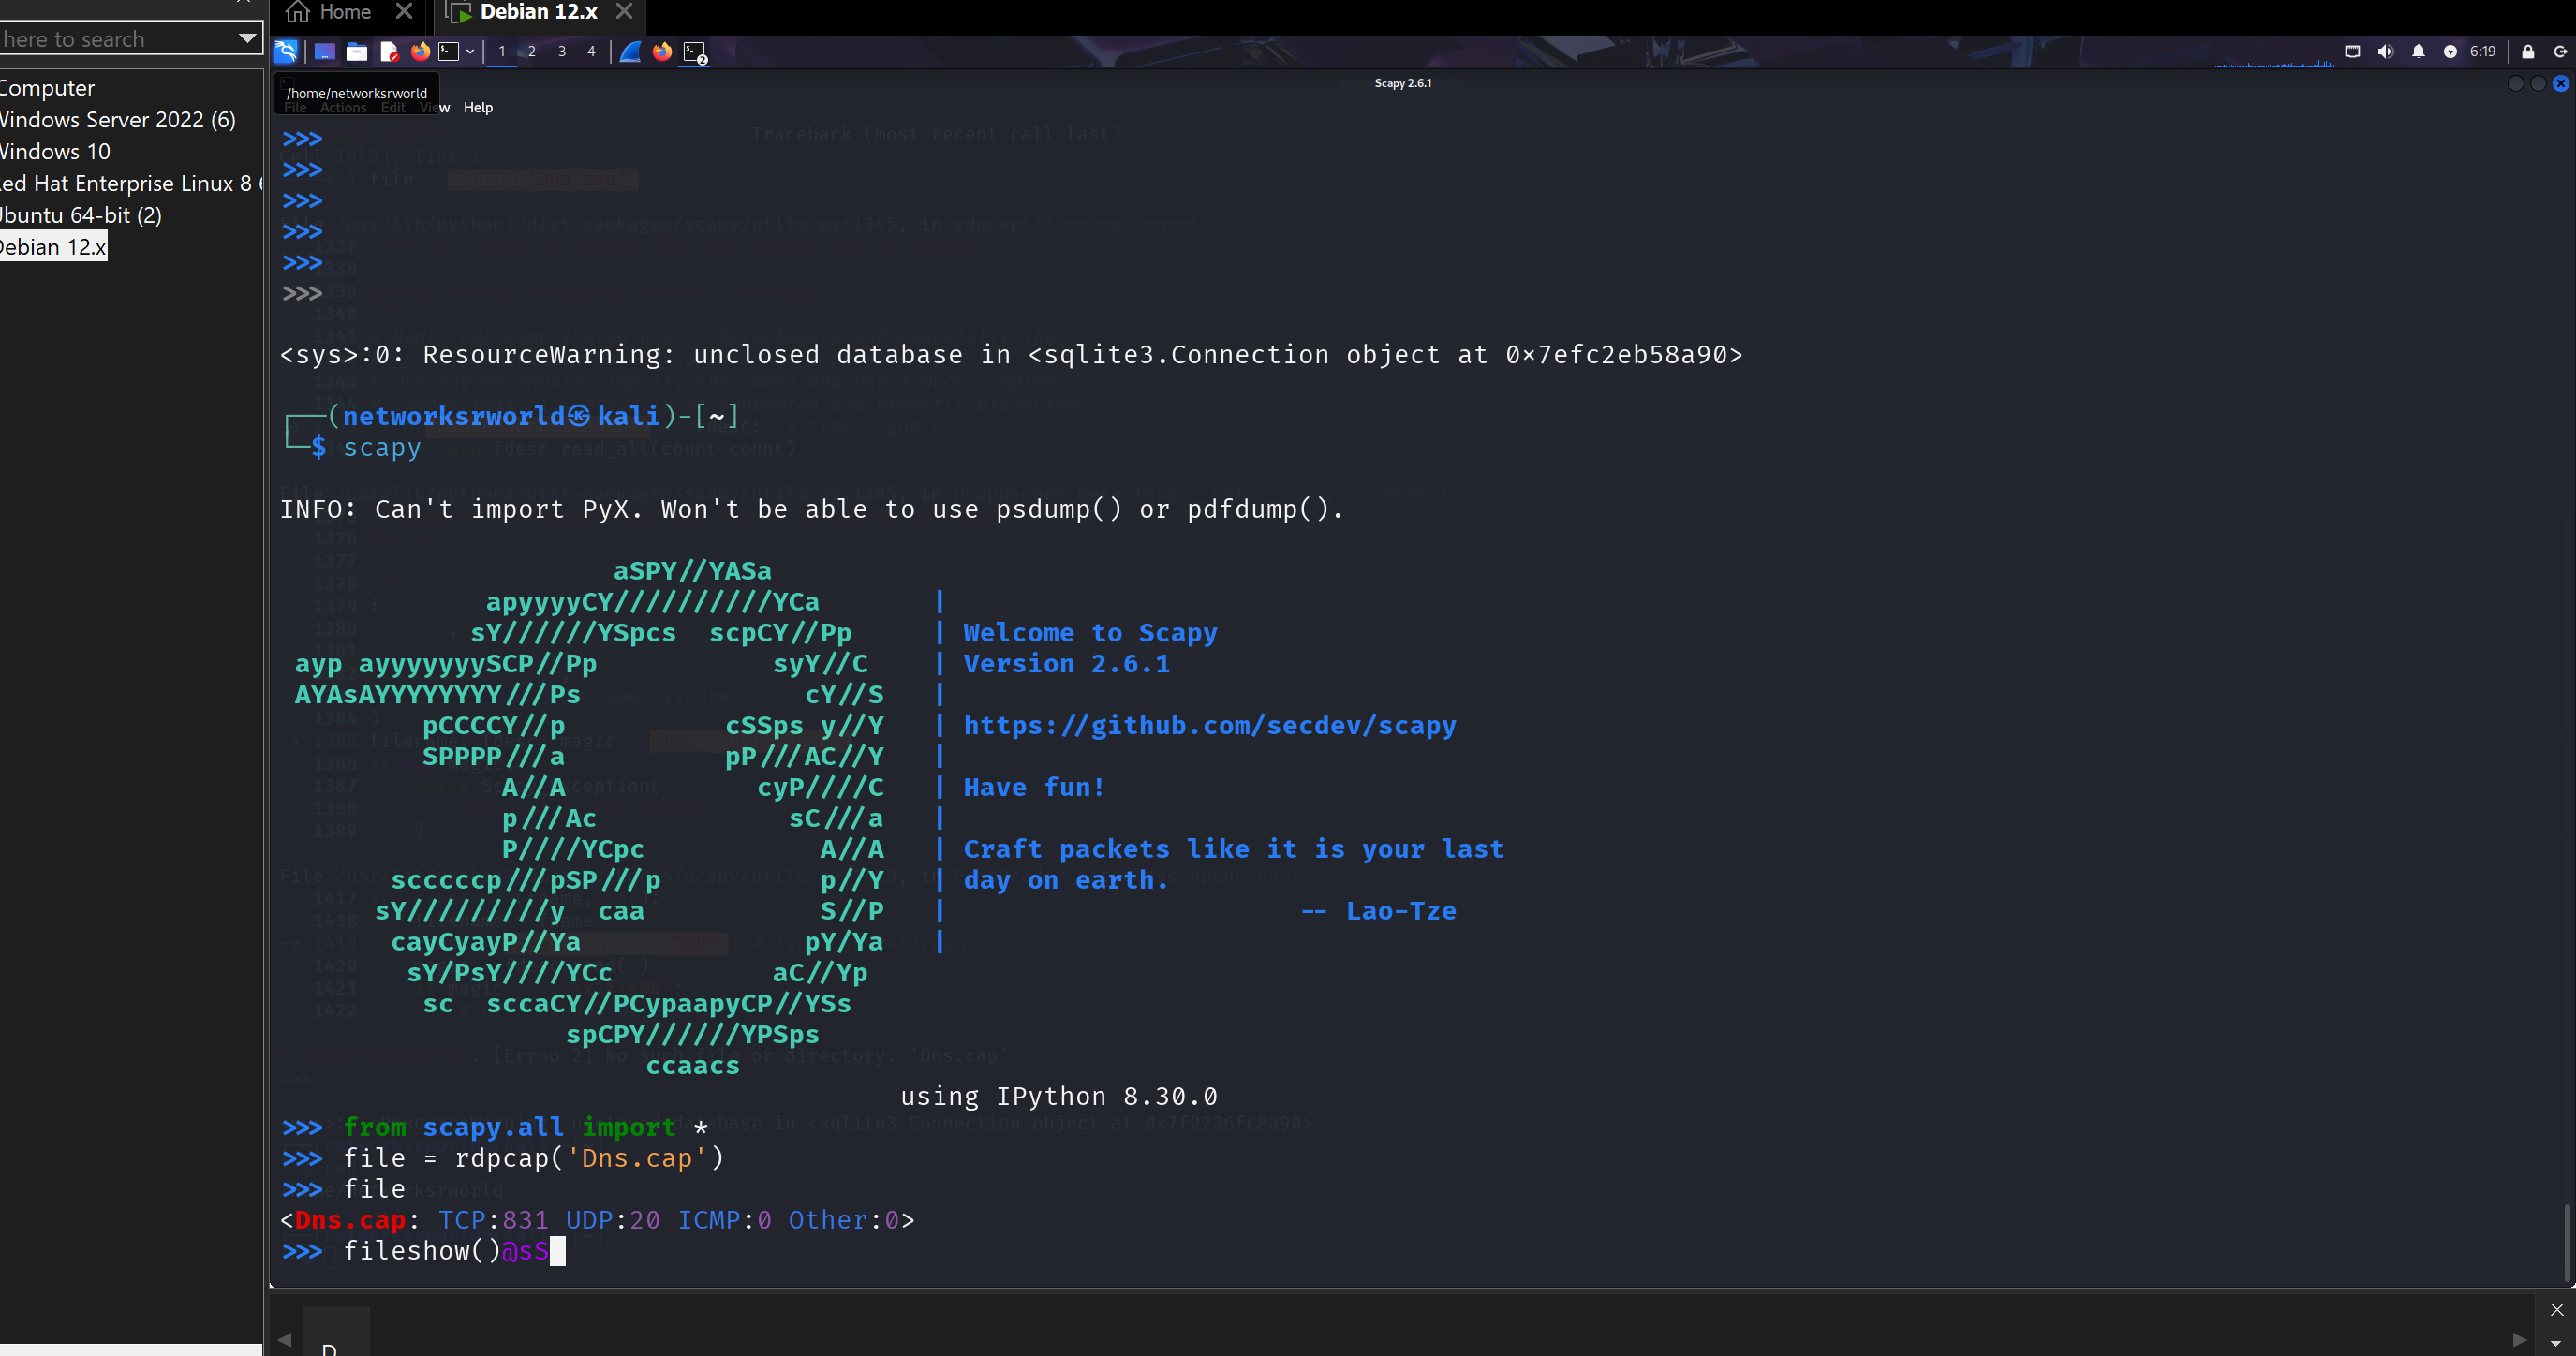 Home
Debian 12.x
here to search
1 2 3 4
2
6:19
Computer
Windows Server 2022 (6)
Windows 10
Red Hat Enterprise Linux 8 6
Ubuntu 64-bit (2)
Debian 12.x
Scapy 2.6.1
/home/networksrworld
File Actions Edit View Help
>>>
>>>
>>>
>>>
>>>
>>>
<sys>:0: ResourceWarning: unclosed database in <sqlite3.Connection object at 0×7efc2eb58a90>
┌──(networksrworld㉿kali)-[~]
└─$ scapy
INFO: Can't import PyX. Won't be able to use psdump() or pdfdump().
aSPY//YASa
apyyyyCY//////////YCa |
sY//////YSpcs scpCY//Pp | Welcome to Scapy
ayp ayyyyyyySCP//Pp syY//C | Version 2.6.1
AYAsAYYYYYYYY///Ps cY//S |
pCCCCY//p cSSps y//Y | https://github.com/secdev/scapy
SPPPP///a pP///AC//Y |
A//A cyP////C | Have fun!
p///Ac sC///a |
P////YCpc A//A | Craft packets like it is your last
scccccp///pSP///p p//Y | day on earth.
sY/////////y caa S//P | -- Lao-Tze
cayCyayP//Ya pY/Ya |
sY/PsY////YCc aC//Yp
sc sccaCY//PCypaapyCP//YSs
spCPY//////YPSps
ccaacs
using IPython 8.30.0
>>> from scapy.all import *
>>> file = rdpcap('Dns.cap')
>>> file
<Dns.cap: TCP:831 UDP:20 ICMP:0 Other:0>
>>> fileshow()@sS